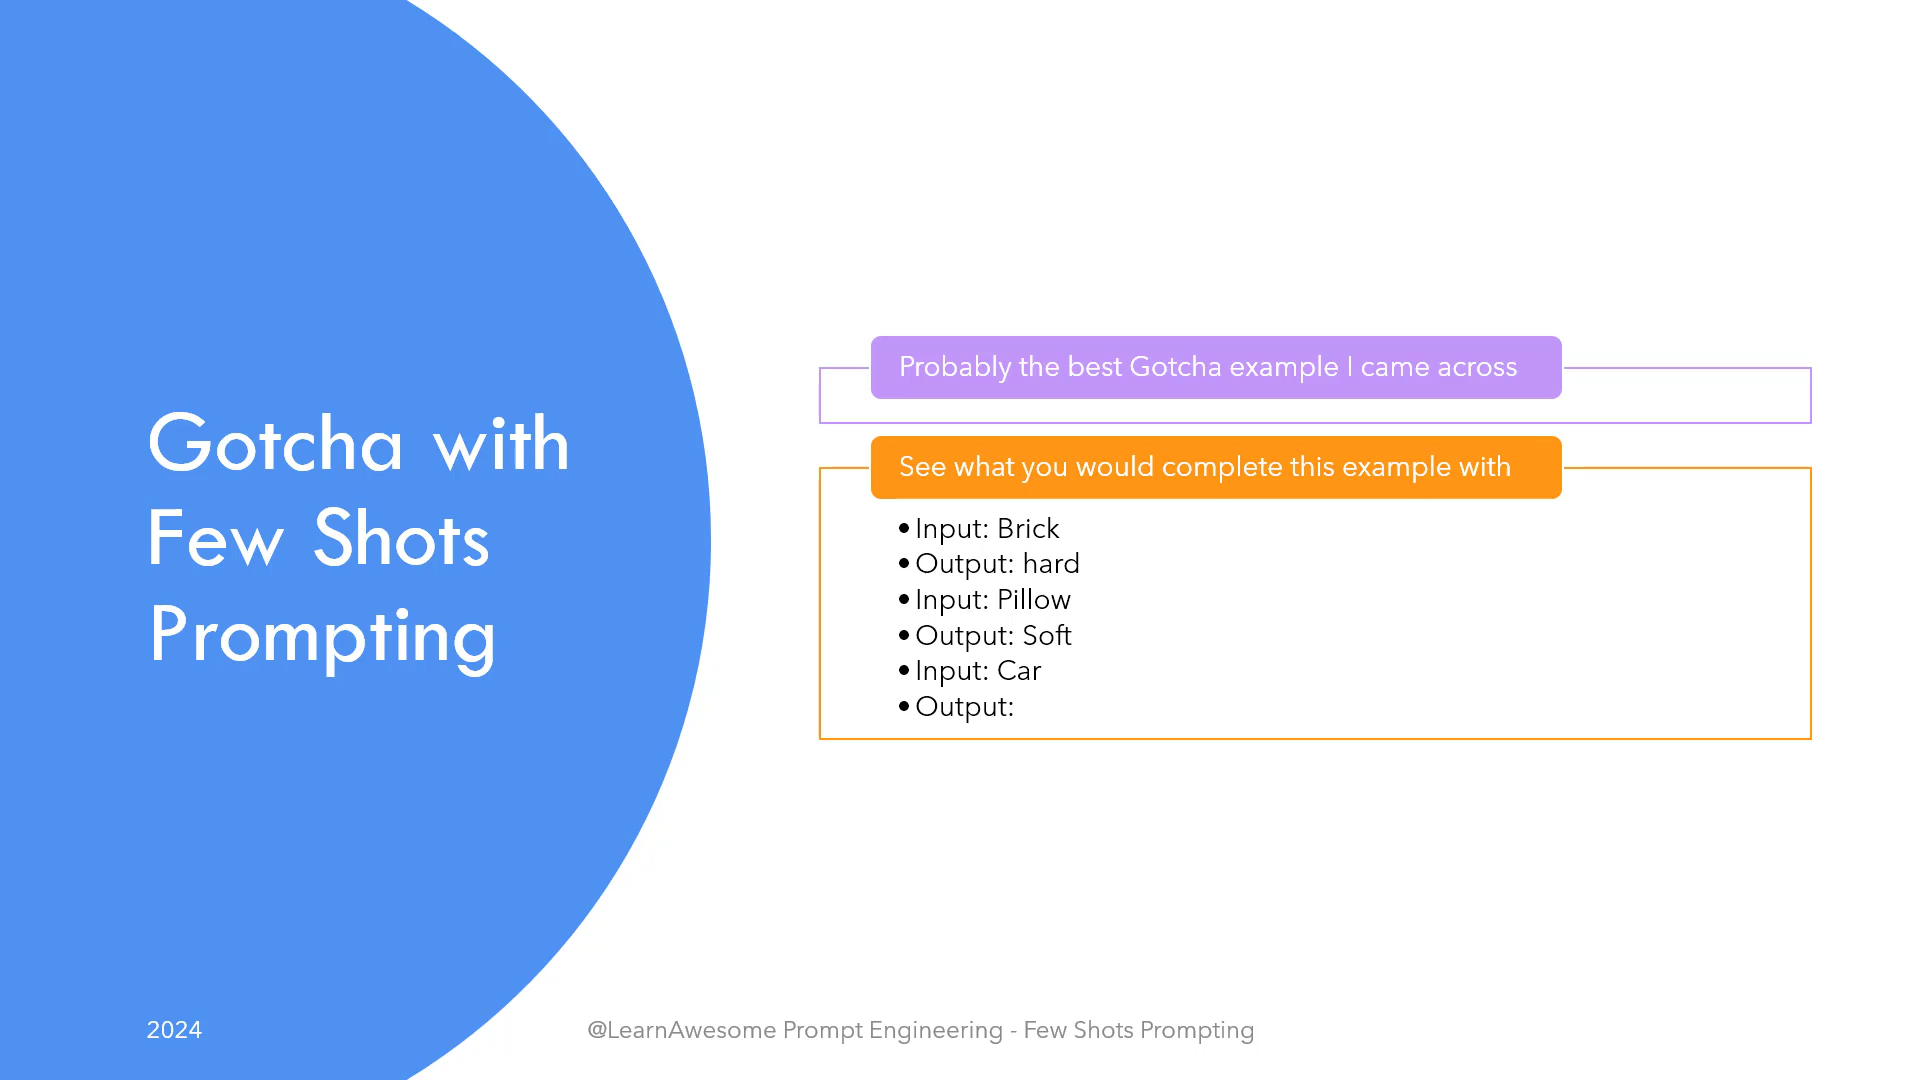 Gotcha with
Few Shots
Prompting
Probably the best Gotcha example I came across
See what you would complete this example with
• Input: Brick
• Output: hard
• Input: Pillow
• Output: Soft
• Input: Car
• Output:
2024
@LearnAwesome Prompt Engineering - Few Shots Prompting